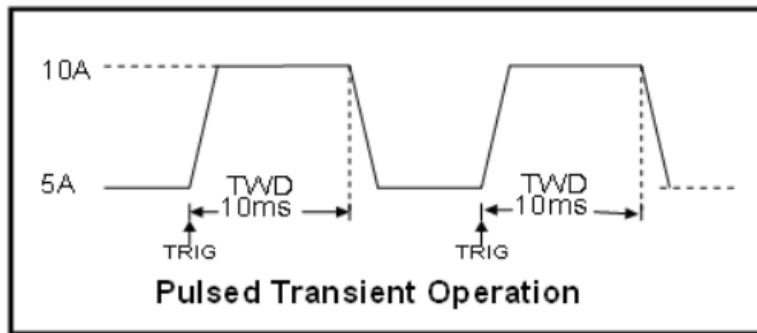 10A
5A
TWD
10ms
TWD
10ms
TRIG
TRIG
Pulsed Transient Operation